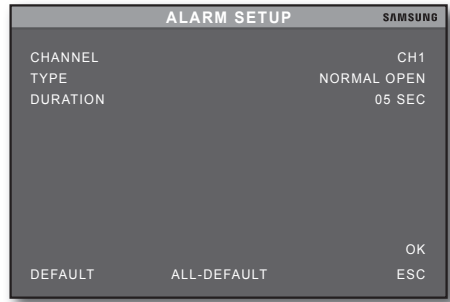 ALARM SETUP SAMSUNG
CHANNEL CH1
TYPE NORMAL OPEN
DURATION 05 SEC
OK
DEFAULT ALL-DEFAULT ESC